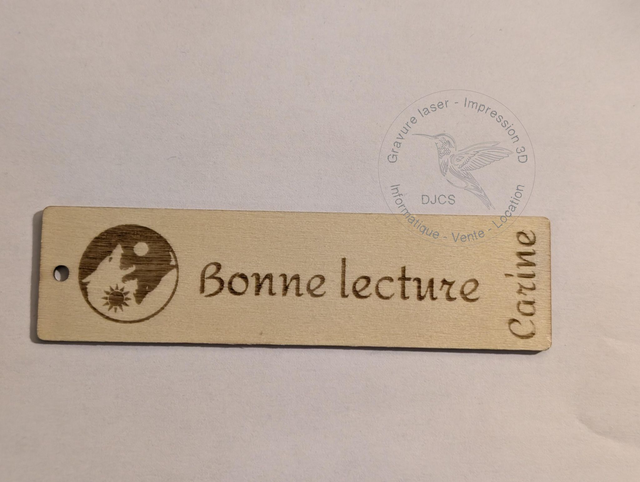 Gravure laser - Impression 3D
DJCS
Informatique - Vente - Location
Bonne lecture
Carine